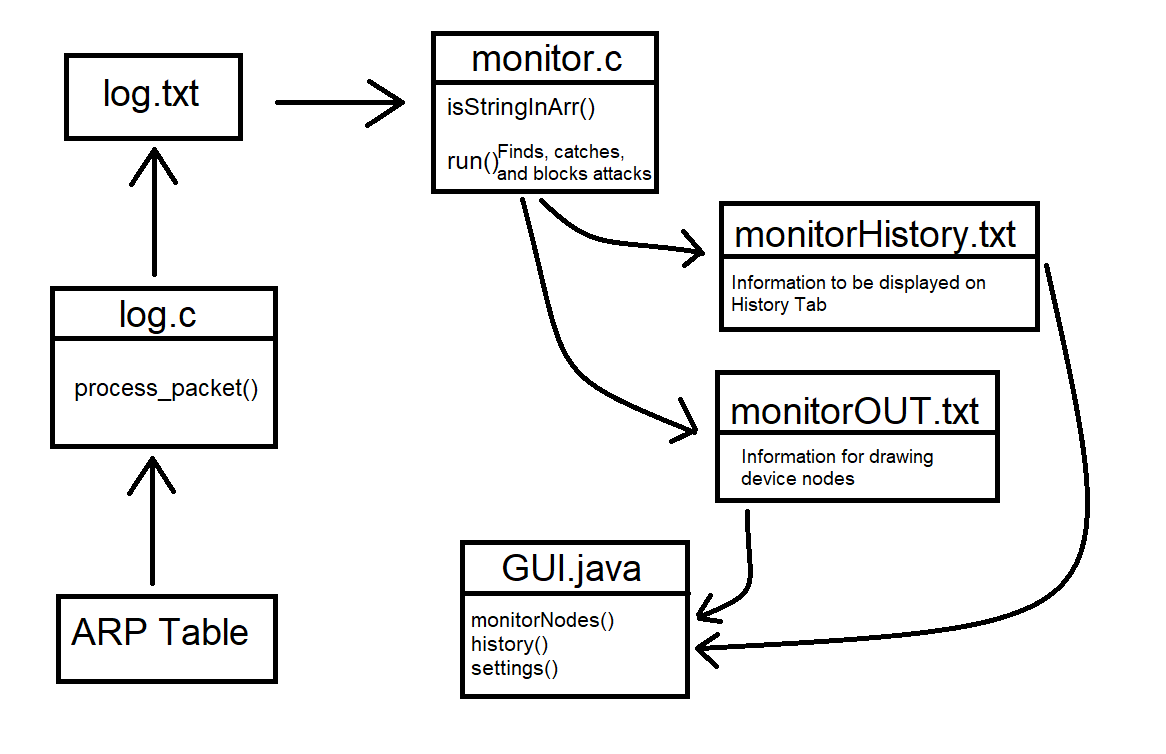 log.txt
monitor.c
isStringInArr()
run() Finds, catches,
and blocks attacks
monitorHistory.txt
Information to be displayed on
History Tab
log.c
process_packet()
monitorOUT.txt
Information for drawing
device nodes
GUI.java
monitorNodes()
history()
settings()
ARP Table